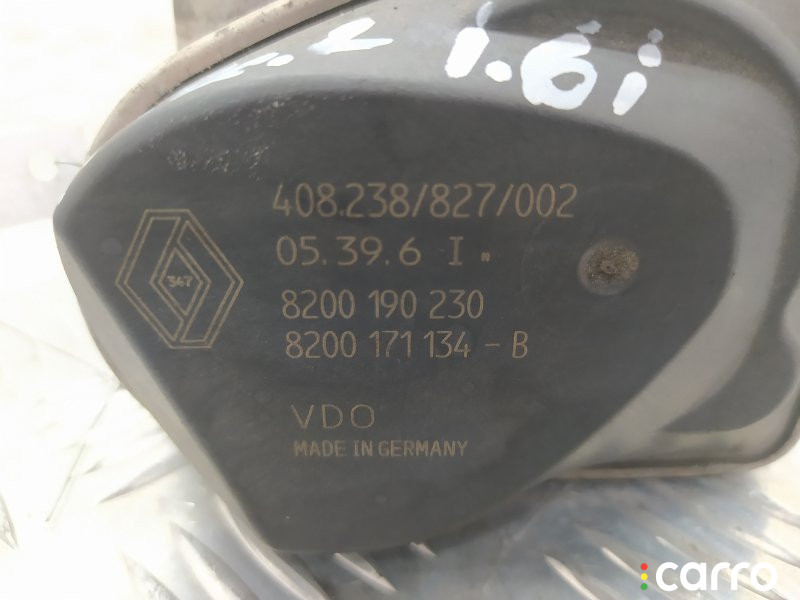 1.6i
408.238/827/002
05.39.6 I
347
8200 190 230
8200 171 134 - B
VDO
MADE IN GERMANY
carro